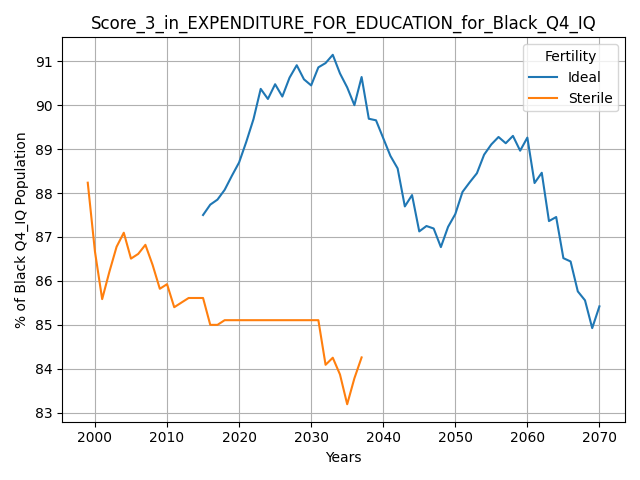 Score_3_in_EXPENDITURE_FOR_EDUCATION_for_Black_Q4_IQ
Fertility
Ideal
Sterile
% of Black Q4_IQ Population
91
90
89
88
87
86
85
84
83
2000 2010 2020 2030 2040 2050 2060 2070
Years